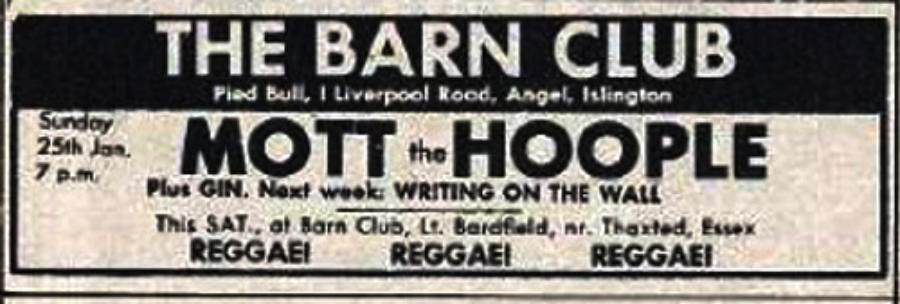 THE BARN CLUB
Pied Bull, 1 Liverpool Road, Angel, Islington
Sunday
25th Jan.
7 p.m.
MOTT the HOOPLE
Plus GIN. Next week: WRITING ON THE WALL
This SAT., at Barn Club, Lt. Bardfield, nr. Thaxted, Essex
REGGAE! REGGAE! REGGAE!